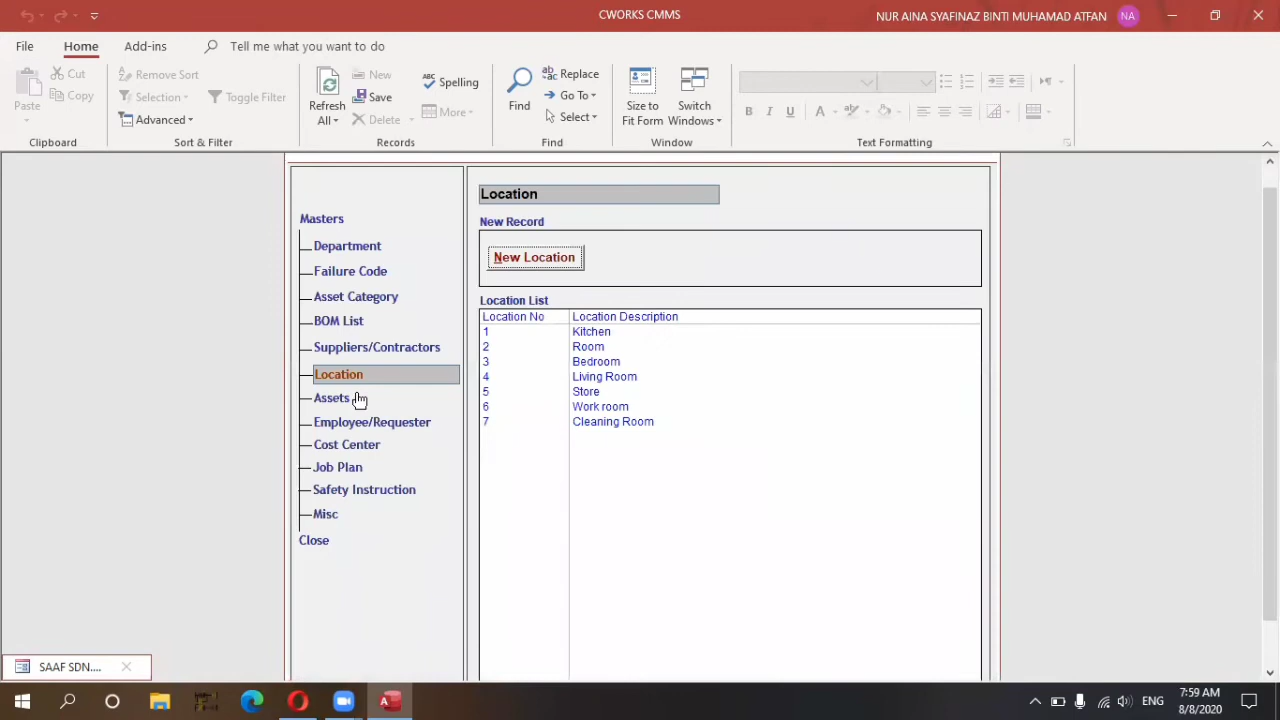 CWORKS CMMS
NUR AINA SYAFINAZ BINTI MUHAMAD ATFAN NA
File Home Add-ins Tell me what you want to do
Paste
Cut
Copy
Clipboard
Remove Sort
Selection
Toggle Filter
Advanced
Sort & Filter
Refresh All
New
Save
Delete
Spelling
More
Records
Find
Replace
Go To
Select
Find
Size to Fit Form
Switch Windows
Window
B I U A
Text Formatting
Masters
Department
Failure Code
Asset Category
BOM List
Suppliers/Contractors
Location
Assets
Employee/Requester
Cost Center
Job Plan
Safety Instruction
Misc
Close
Location
New Record
New Location
Location List
Location No Location Description
1 Kitchen
2 Room
3 Bedroom
4 Living Room
5 Store
6 Work room
7 Cleaning Room
SAAF SDN....
ENG
7:59 AM
8/8/2020